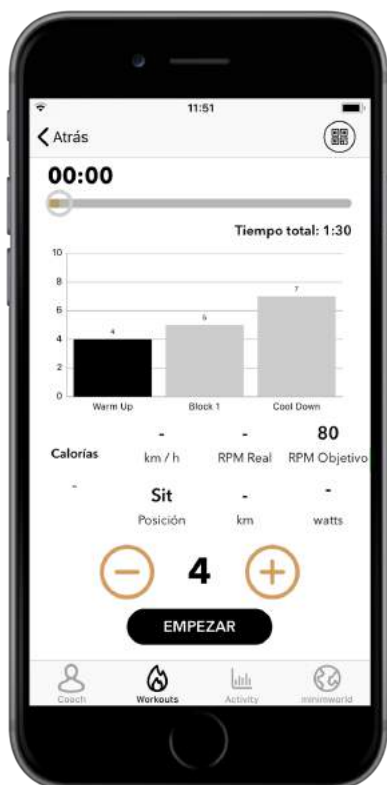 11:51
Atrás
00:00
Tiempo total: 1:30
10
8
6
4
2
0
4
5
7
Warm Up Block 1 Cool Down
- - 80
Calorías km / h RPM Real RPM Objetivo
- Sit - -
Posición km watts
4
EMPEZAR
Coach Workouts Activity minimworld